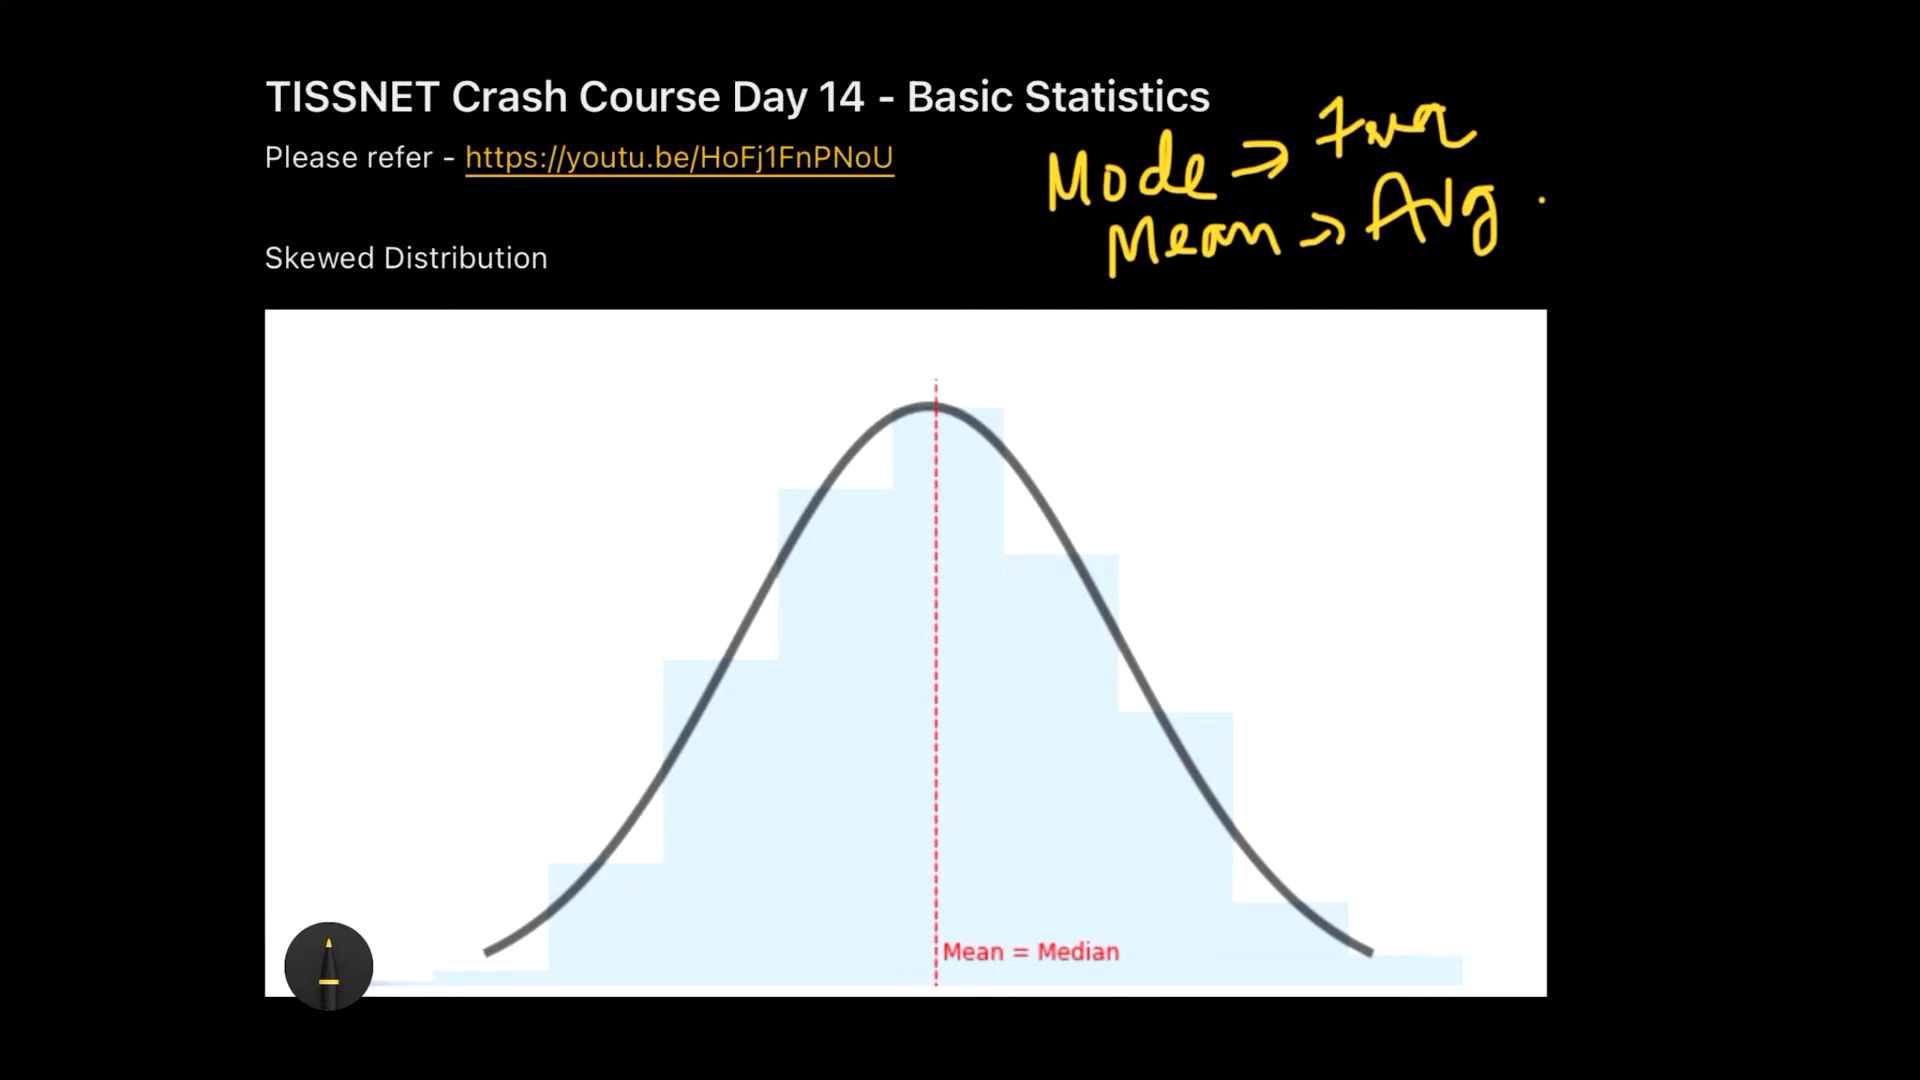 TISSNET Crash Course Day 14 - Basic Statistics
Please refer - https://youtu.be/HoFj1FnPNoU
Mode ⇒
Mean → Avg .
Skewed Distribution
Mean = Median